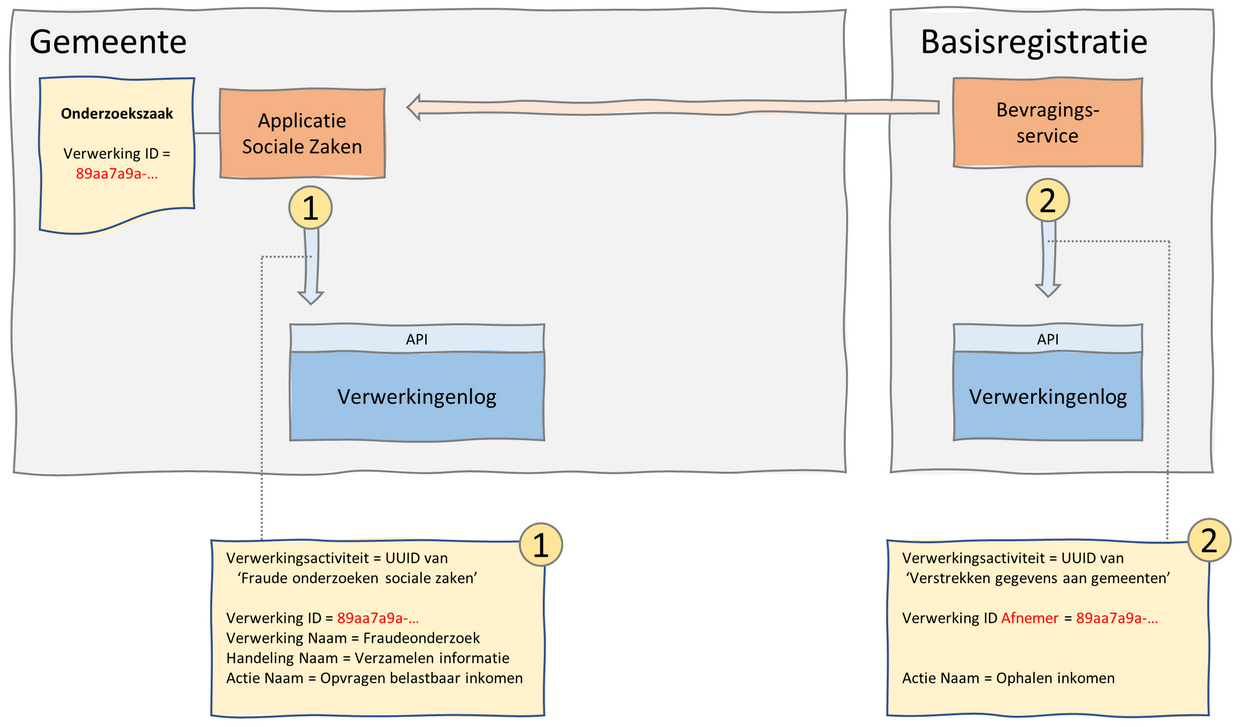 Gemeente
Basisregistratie
Onderzoekszaak
Verwerking ID =
89aa7a9a-...
Applicatie
Sociale Zaken
Bevragings-
service
1
2
API
Verwerkingenlog
API
Verwerkingenlog
1
Verwerkingsactiviteit = UUID van
‘Fraude onderzoeken sociale zaken’
Verwerking ID = 89aa7a9a-...
Verwerking Naam = Fraudeonderzoek
Handeling Naam = Verzamelen informatie
Actie Naam = Opvragen belastbaar inkomen
2
Verwerkingsactiviteit = UUID van
‘Verstrekken gegevens aan gemeenten’
Verwerking ID Afnemer = 89aa7a9a-...
Actie Naam = Ophalen inkomen